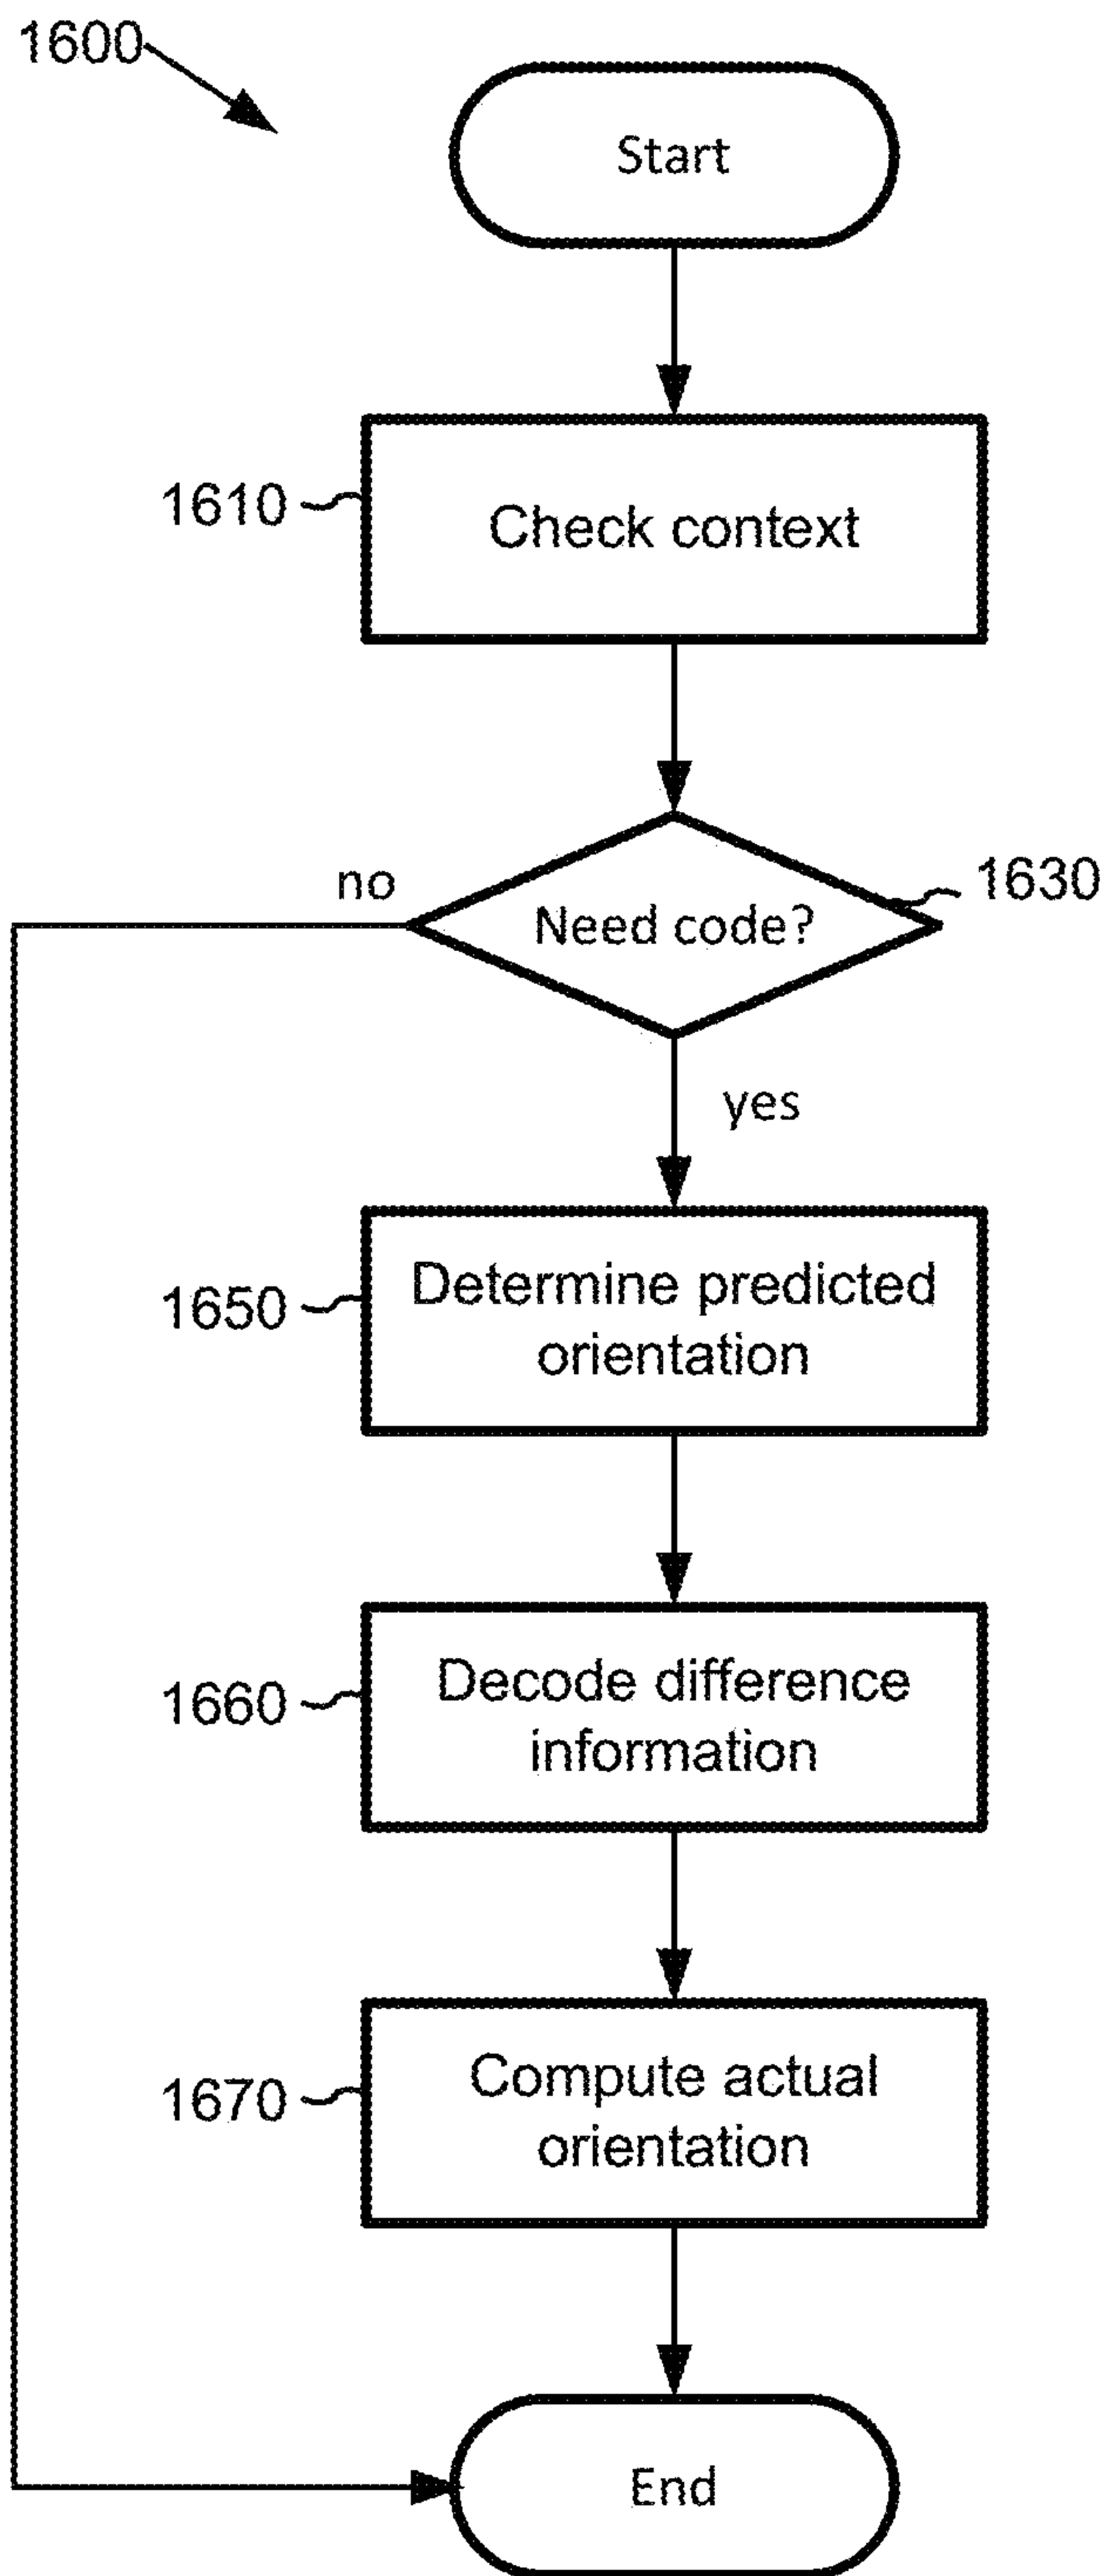 1600
Start
1610
Check context
no
1630
Need code?
yes
1650
Determine predicted
orientation
1660
Decode difference
information
1670
Compute actual
orientation
End